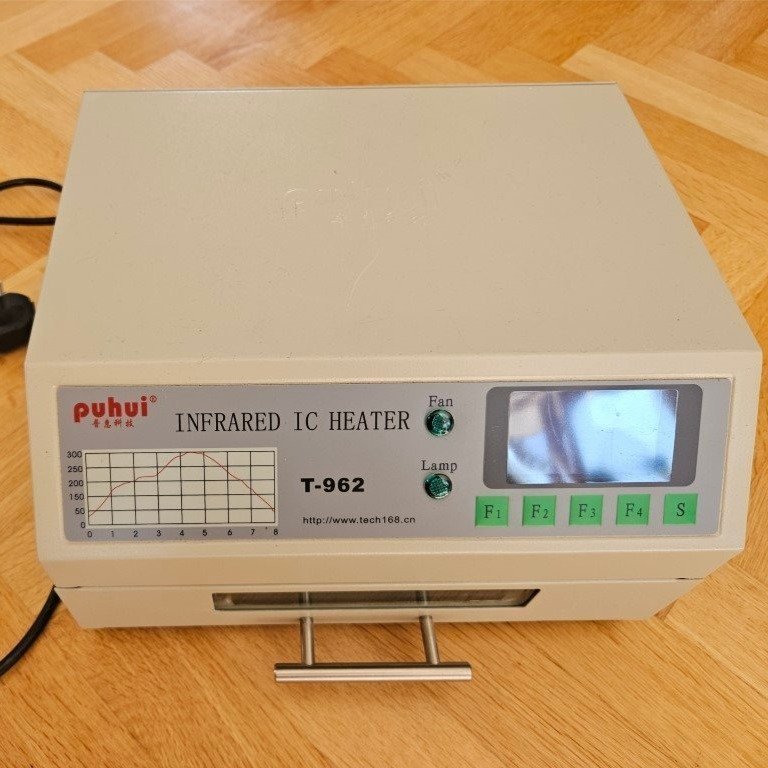 puhui®
普惠科技
INFRARED IC HEATER
Fan
Lamp
300
250
200
150
50
0
0 1 2 3 4 5 6 7 8
T-962
http://www.tech168.cn
F1 F2 F3 F4 S